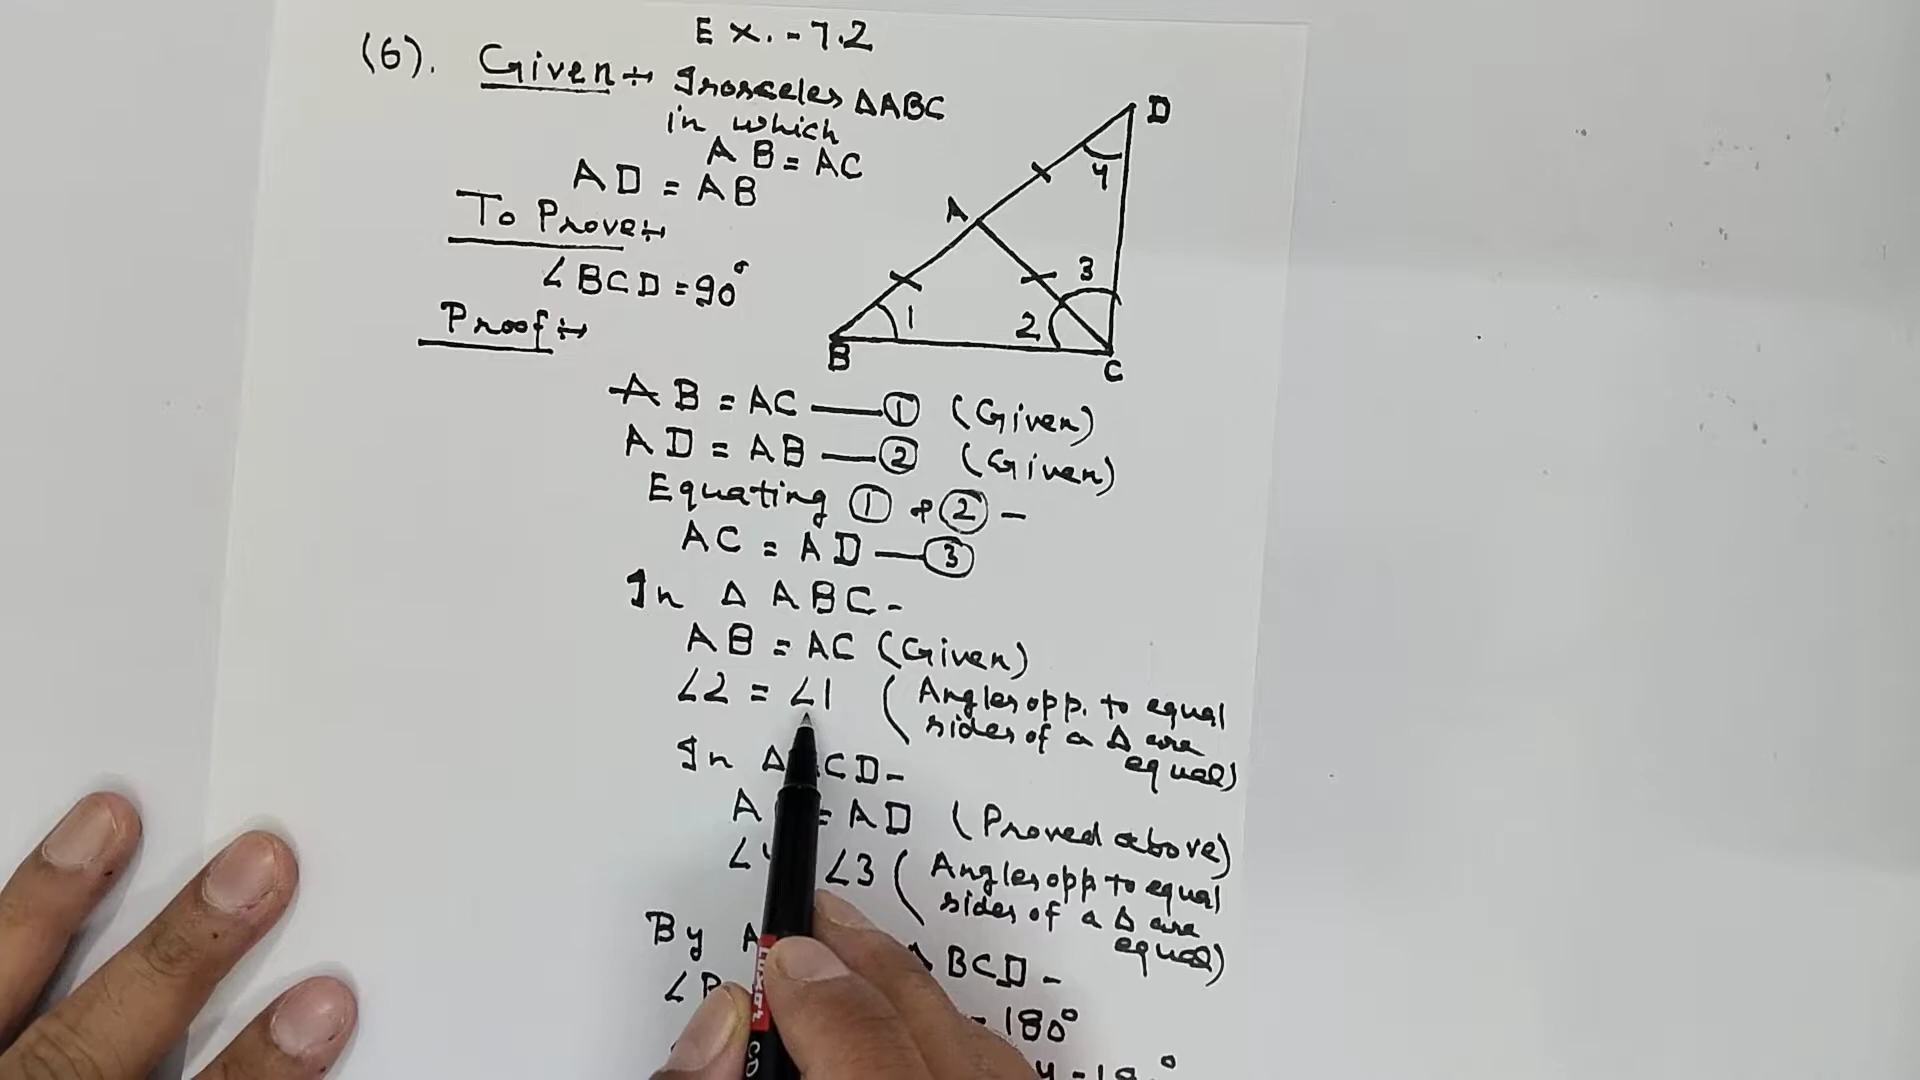 Ex. - 7.2
(6). Given÷ Isosceles ΔABC
in which
AB = AC
AD = AB
To Prove÷
∠BCD = 90°
Proof÷
D
4
A
3
1
2
B
C
AB = AC —— ① (Given)
AD = AB —— ② (Given)
Equating ① & ② –
AC = AD —— ③
In Δ ABC –
AB = AC (Given)
∠2 = ∠1 (Angles opp. to equal
sides of a Δ are
equal)
In Δ CD –
A = AD (Proved above)
∠ ∠3 (Angles opp to equal
sides of a Δ are
equal)
By BCD –
180°